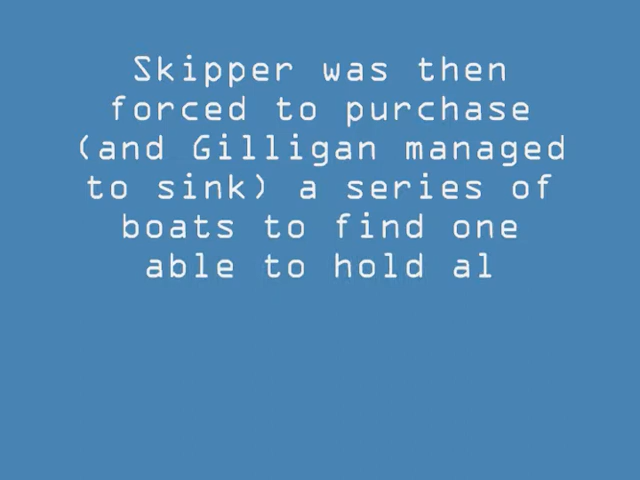 Skipper was then
forced to purchase
(and Gilligan managed
to sink) a series of
boats to find one
able to hold al